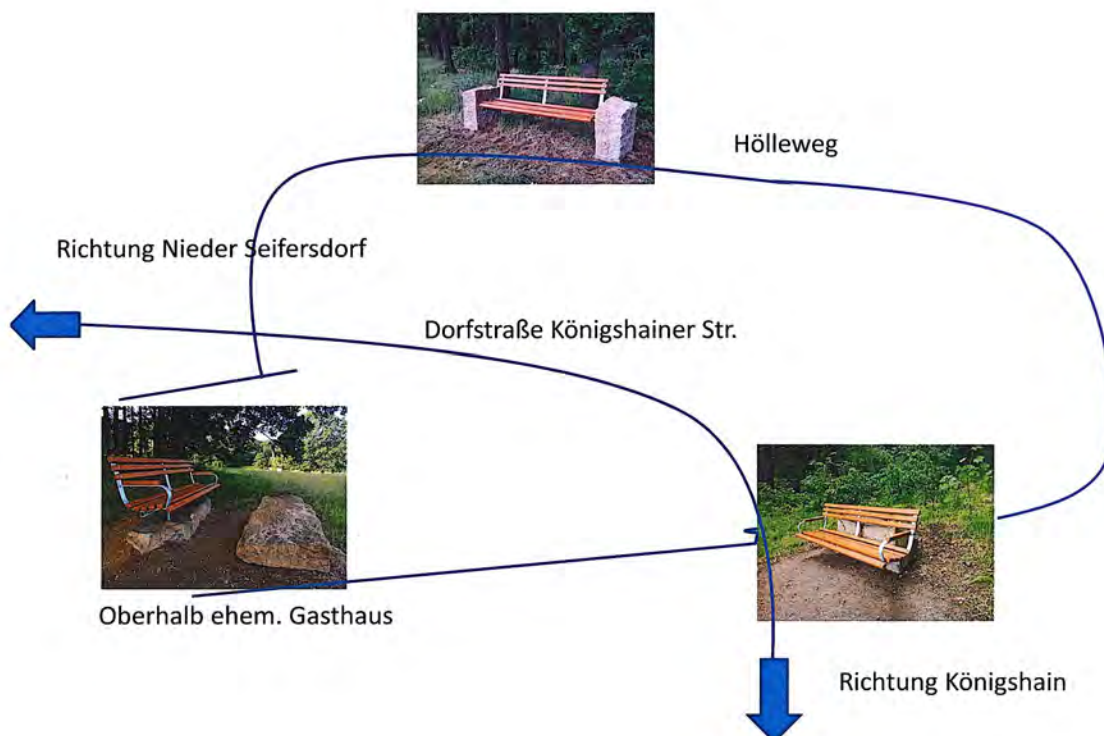 Hölleweg
Richtung Nieder Seifersdorf
Dorfstraße Königshainer Str.
Oberhalb ehem. Gasthaus
Richtung Königshain